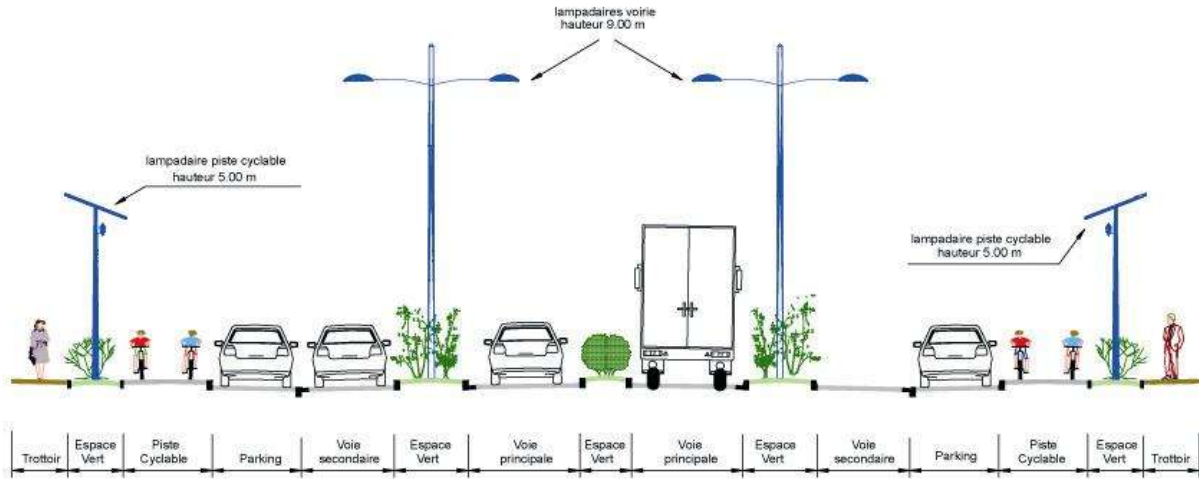 lampadaires voirie
hauteur 9.00 m
lampadaire piste cyclable
hauteur 5.00 m
lampadaire piste cyclable
hauteur 5.00 m
Trottoir
Espace
Vert
Piste
Cyclable
Parking
Voie
secondaire
Espace
Vert
Voie
principale
Espace
Vert
Voie
principale
Espace
Vert
Voie
secondaire
Parking
Piste
Cyclable
Espace
Vert
Trottoir